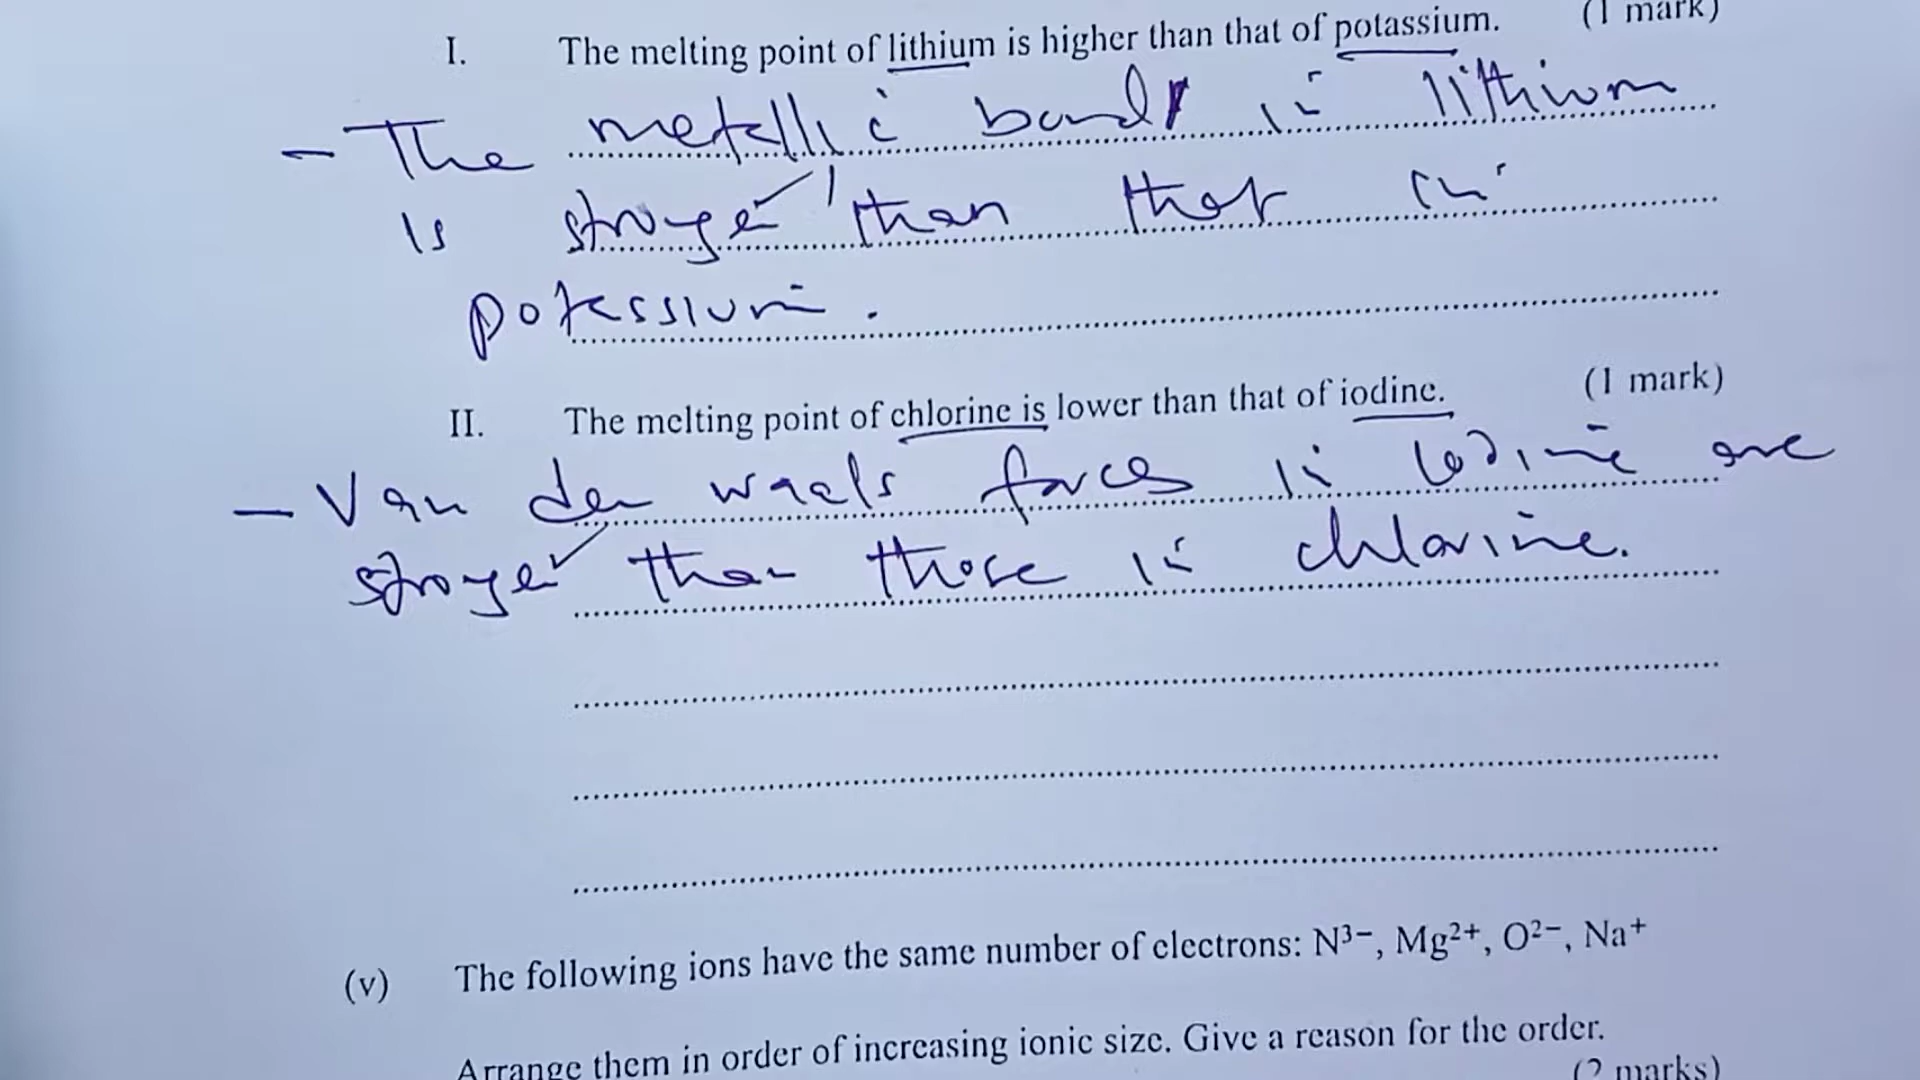 I. The melting point of lithium is higher than that of potassium. (1 mark)
- The metallic bond in lithium
is stronger than that in
potassium.
II. The melting point of chlorine is lower than that of iodine. (1 mark)
- Van der waals forces in iodine are
stronger than those in chlorine.
(v) The following ions have the same number of electrons: N³⁻, Mg²⁺, O²⁻, Na⁺
Arrange them in order of increasing ionic size. Give a reason for the order.
(2 marks)